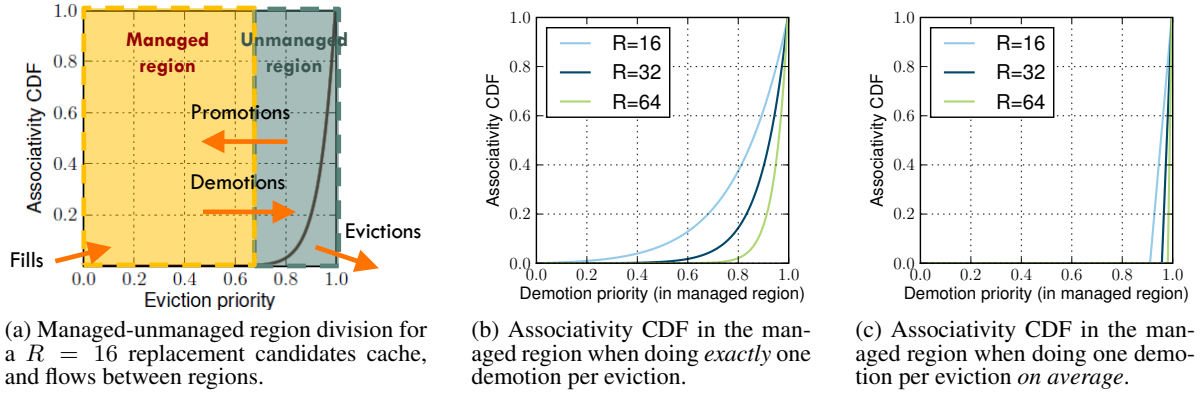 1.0
0.8
0.6
0.4
0.2
Associativity CDF
Managed
region
Unmanaged
region
Promotions
Demotions
Evictions
Fills
0.0 0.2 0.4 0.6 0.8 1.0
Eviction priority
(a) Managed-unmanaged region division for
a R = 16 replacement candidates cache,
and flows between regions.
1.0
0.8
0.6
0.4
0.2
0.0
Associativity CDF
R=16
R=32
R=64
0.0 0.2 0.4 0.6 0.8 1.0
Demotion priority (in managed region)
(b) Associativity CDF in the man-
aged region when doing exactly one
demotion per eviction.
1.0
0.8
0.6
0.4
0.2
0.0
Associativity CDF
R=16
R=32
R=64
0.0 0.2 0.4 0.6 0.8 1.0
Demotion priority (in managed region)
(c) Associativity CDF in the man-
aged region when doing one demo-
tion per eviction on average.